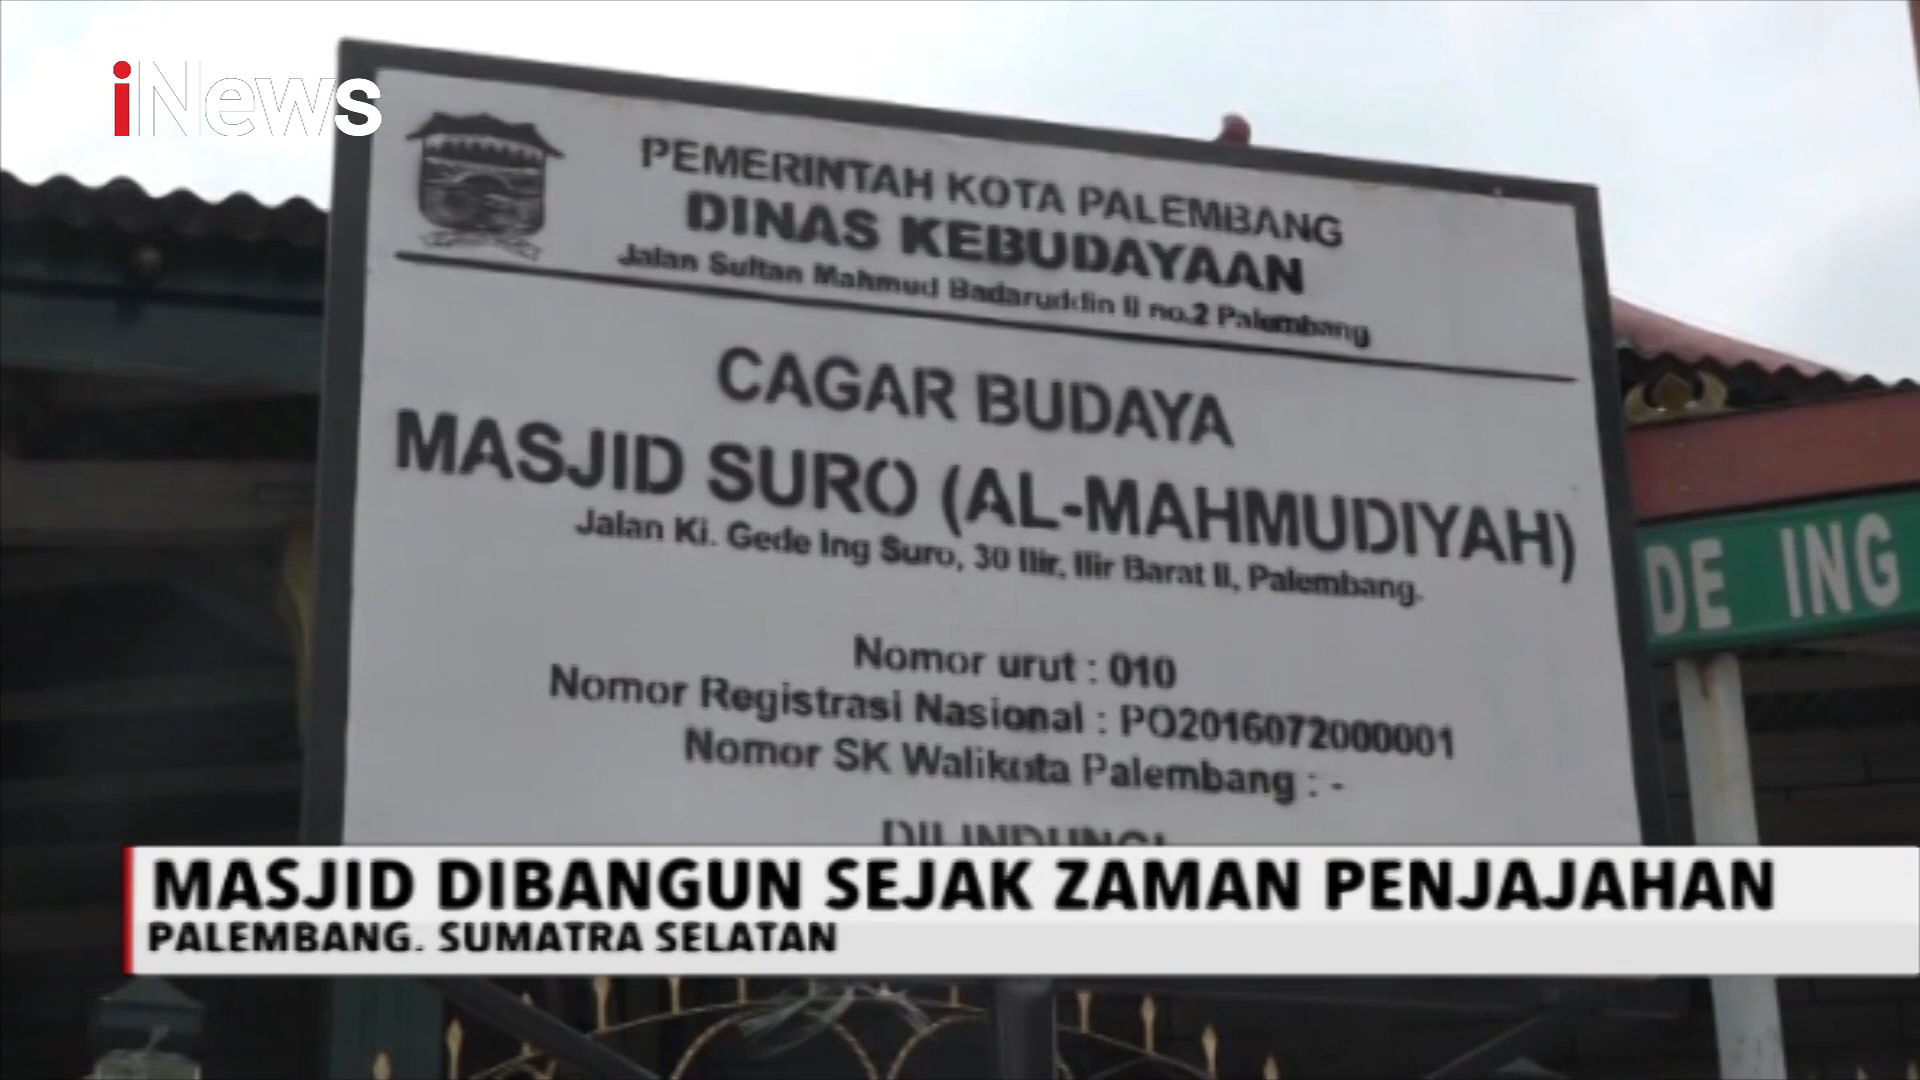 iNews
PEMERINTAH KOTA PALEMBANG
DINAS KEBUDAYAAN
Jalan Sultan Mahmud Badaruddin II no.2 Palembang
CAGAR BUDAYA
MASJID SURO (AL-MAHMUDIYAH)
Jalan Ki. Gede Ing Suro, 30 Ilir, Ilir Barat II, Palembang.
DE ING
Nomor urut : 010
Nomor Registrasi Nasional : PO2016072000001
Nomor SK Walikota Palembang : -
DILINDUNGI
MASJID DIBANGUN SEJAK ZAMAN PENJAJAHAN
PALEMBANG, SUMATRA SELATAN